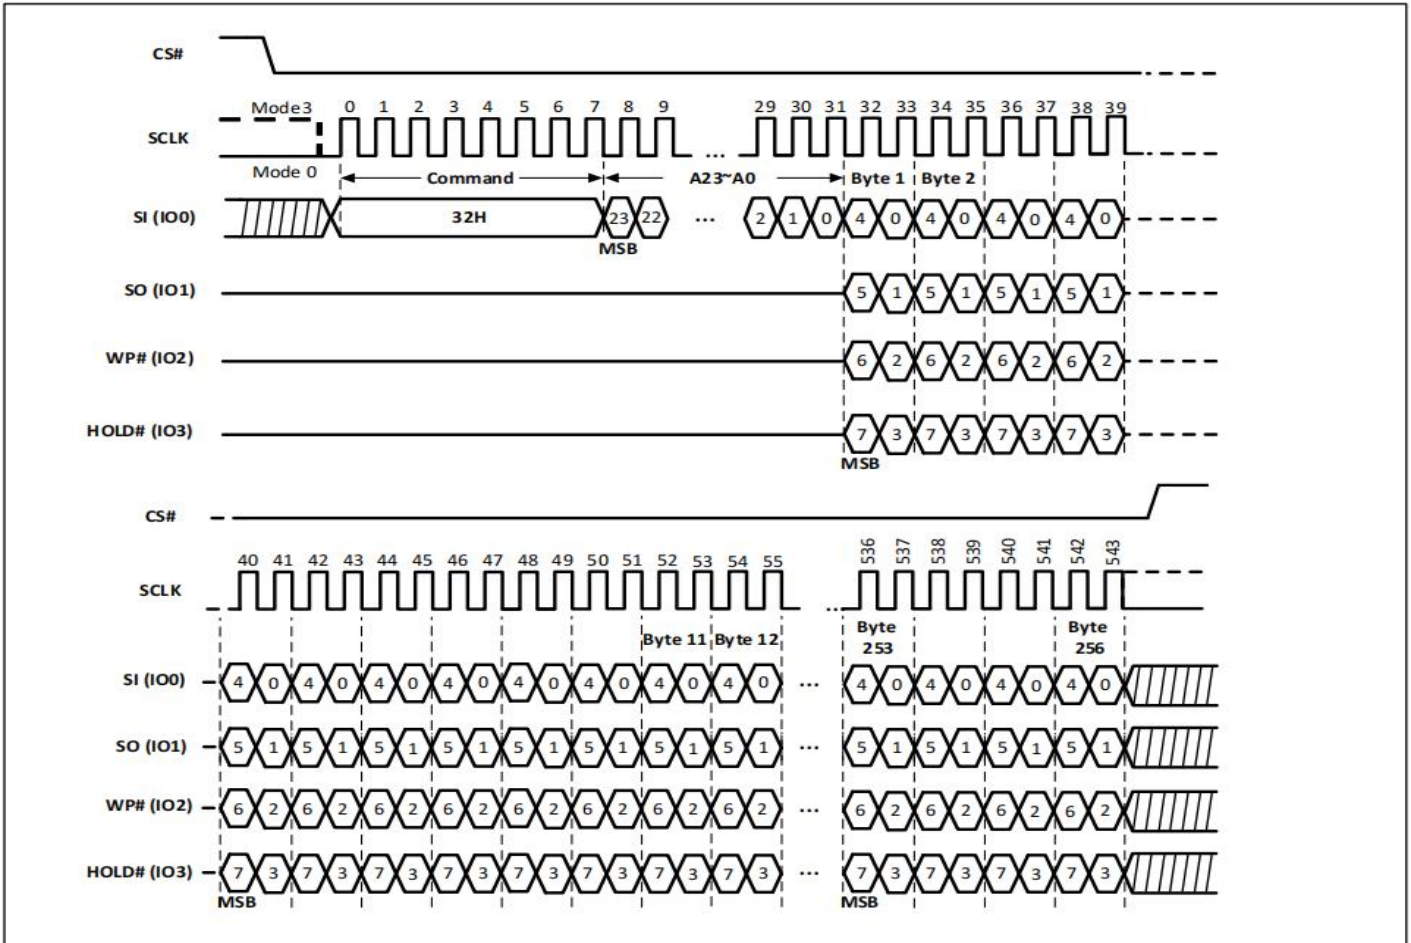 CS#
Mode3 0 1 2 3 4 5 6 7 8 9 29 30 31 32 33 34 35 36 37 38 39
SCLK
...
Mode 0 Command A23~A0 Byte 1 Byte 2
SI (IO0) 32H 23 22 ... 2 1 0 4 0 4 0 4 0 4 0
MSB
SO (IO1) 5 1 5 1 5 1 5 1
WP# (IO2) 6 2 6 2 6 2 6 2
HOLD# (IO3) 7 3 7 3 7 3 7 3
MSB
CS#
40 41 42 43 44 45 46 47 48 49 50 51 52 53 54 55 536 537 538 539 540 541 542 543
SCLK
...
Byte 11 Byte 12 Byte 253 Byte 256
SI (IO0) 4 0 4 0 4 0 4 0 4 0 4 0 4 0 4 0 ... 4 0 4 0 4 0 4 0
SO (IO1) 5 1 5 1 5 1 5 1 5 1 5 1 5 1 5 1 ... 5 1 5 1 5 1 5 1
WP# (IO2) 6 2 6 2 6 2 6 2 6 2 6 2 6 2 6 2 ... 6 2 6 2 6 2 6 2
HOLD# (IO3) 7 3 7 3 7 3 7 3 7 3 7 3 7 3 7 3 ... 7 3 7 3 7 3 7 3
MSB MSB